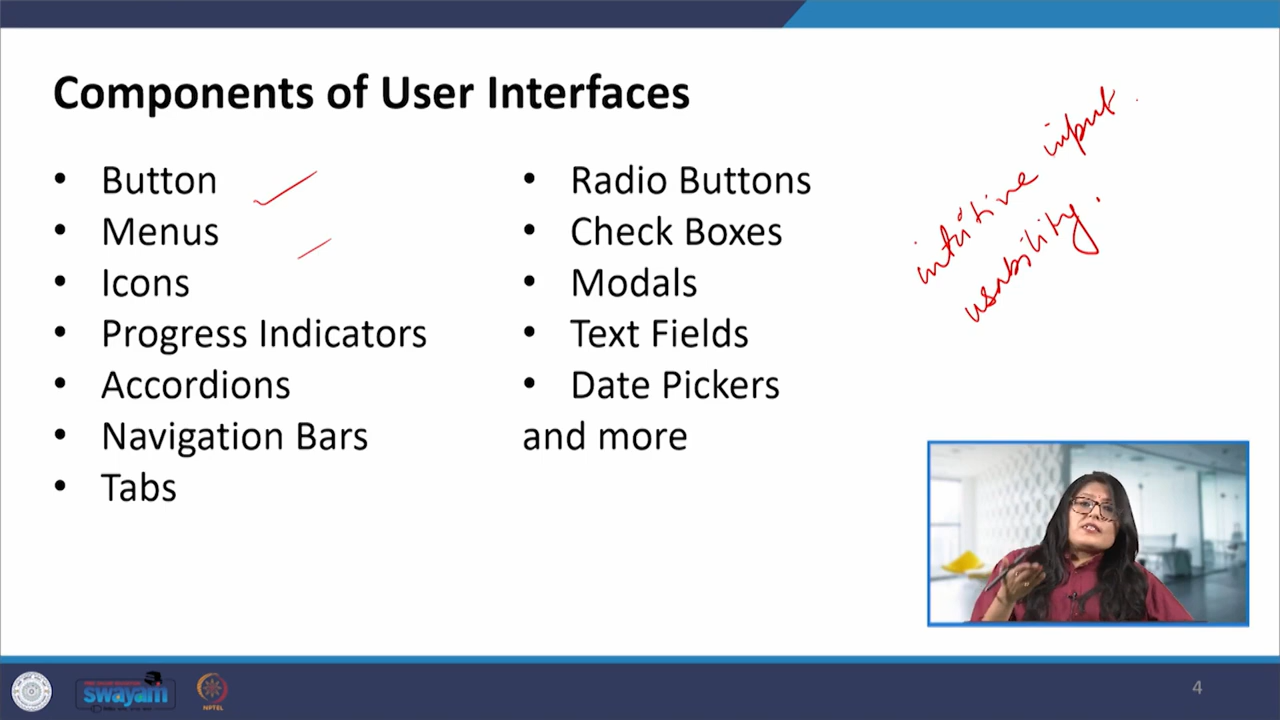 Components of User Interfaces
• Button
• Menus
• Icons
• Progress Indicators
• Accordions
• Navigation Bars
• Tabs
• Radio Buttons
• Check Boxes
• Modals
• Text Fields
• Date Pickers
and more
intuitive input.
usability.
swayam
NPTEL
4